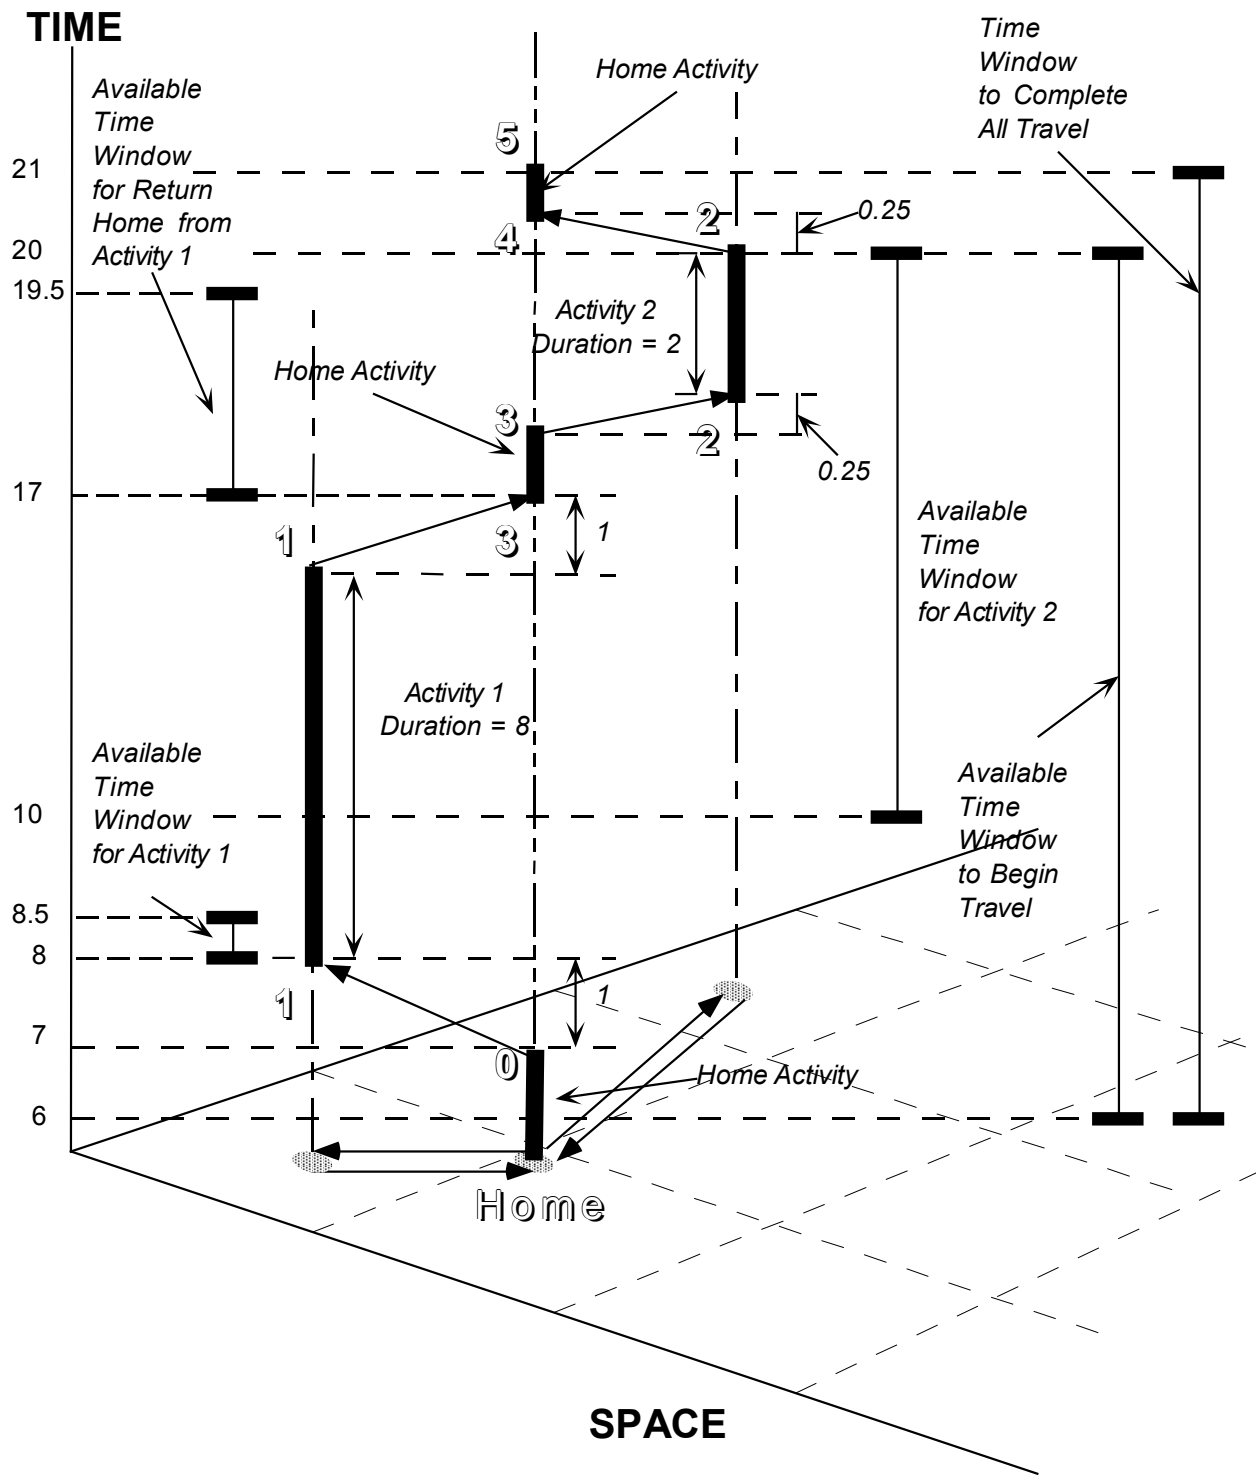 TIME
Available
Time
Window
for Return
Home from
Activity 1
Home Activity
Time
Window
to Complete
All Travel
5
21
2
0.25
4
20
19.5
Activity 2
Duration = 2
Home Activity
3
2
0.25
17
1
3
1
Available
Time
Window
for Activity 2
Activity 1
Duration = 8
Available
Time
Window
for Activity 1
Available
Time
Window
to Begin
Travel
10
8.5
8
1
1
7
0
Home Activity
6
Home
SPACE